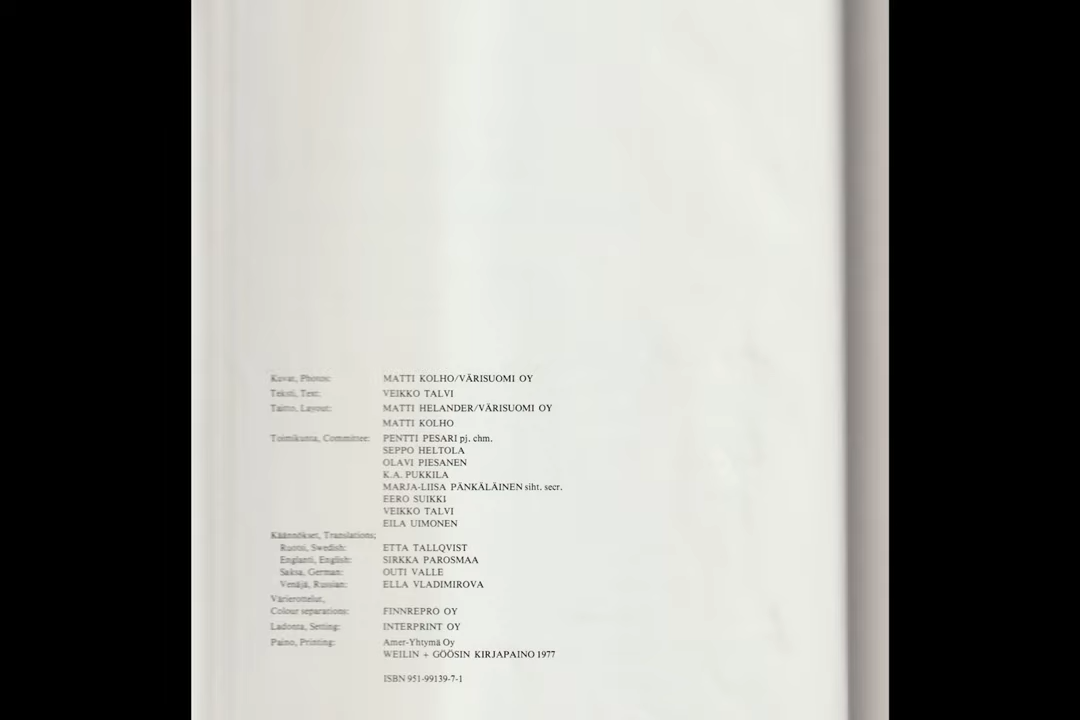 Kuvat, Photos: MATTI KOLHO/VÄRISUOMI OY
Teksti, Text: VEIKKO TALVI
Taitto, Layout: MATTI HELANDER/VÄRISUOMI OY
MATTI KOLHO
Toimikunta, Committee: PENTTI PESARI pj. chm.
SEPPO HELTOLA
OLAVI PIESANEN
K.A. PUKKILA
MARJA-LIISA PÄNKÄLÄINEN siht. secr.
EERO SUIKKI
VEIKKO TALVI
EILA UIMONEN
Käännökset, Translations;
Ruotsi, Swedish: ETTA TALLQVIST
Englanti, English: SIRKKA PAROSMAA
Saksa, German: OUTI VALLE
Venäjä, Russian: ELLA VLADIMIROVA
Värierottelut,
Colour separations: FINNREPRO OY
Ladonta, Setting: INTERPRINT OY
Paino, Printing: Amer-Yhtymä Oy
WEILIN + GÖÖSIN KIRJAPAINO 1977
ISBN 951-99139-7-1